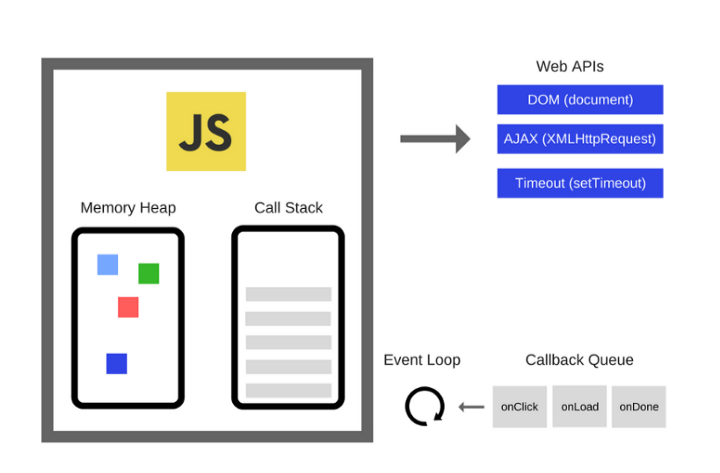 Web APIs
DOM (document)
JS
AJAX (XMLHttpRequest)
Timeout (setTimeout)
Memory Heap
Call Stack
Event Loop
Callback Queue
onClick
onLoad
onDone